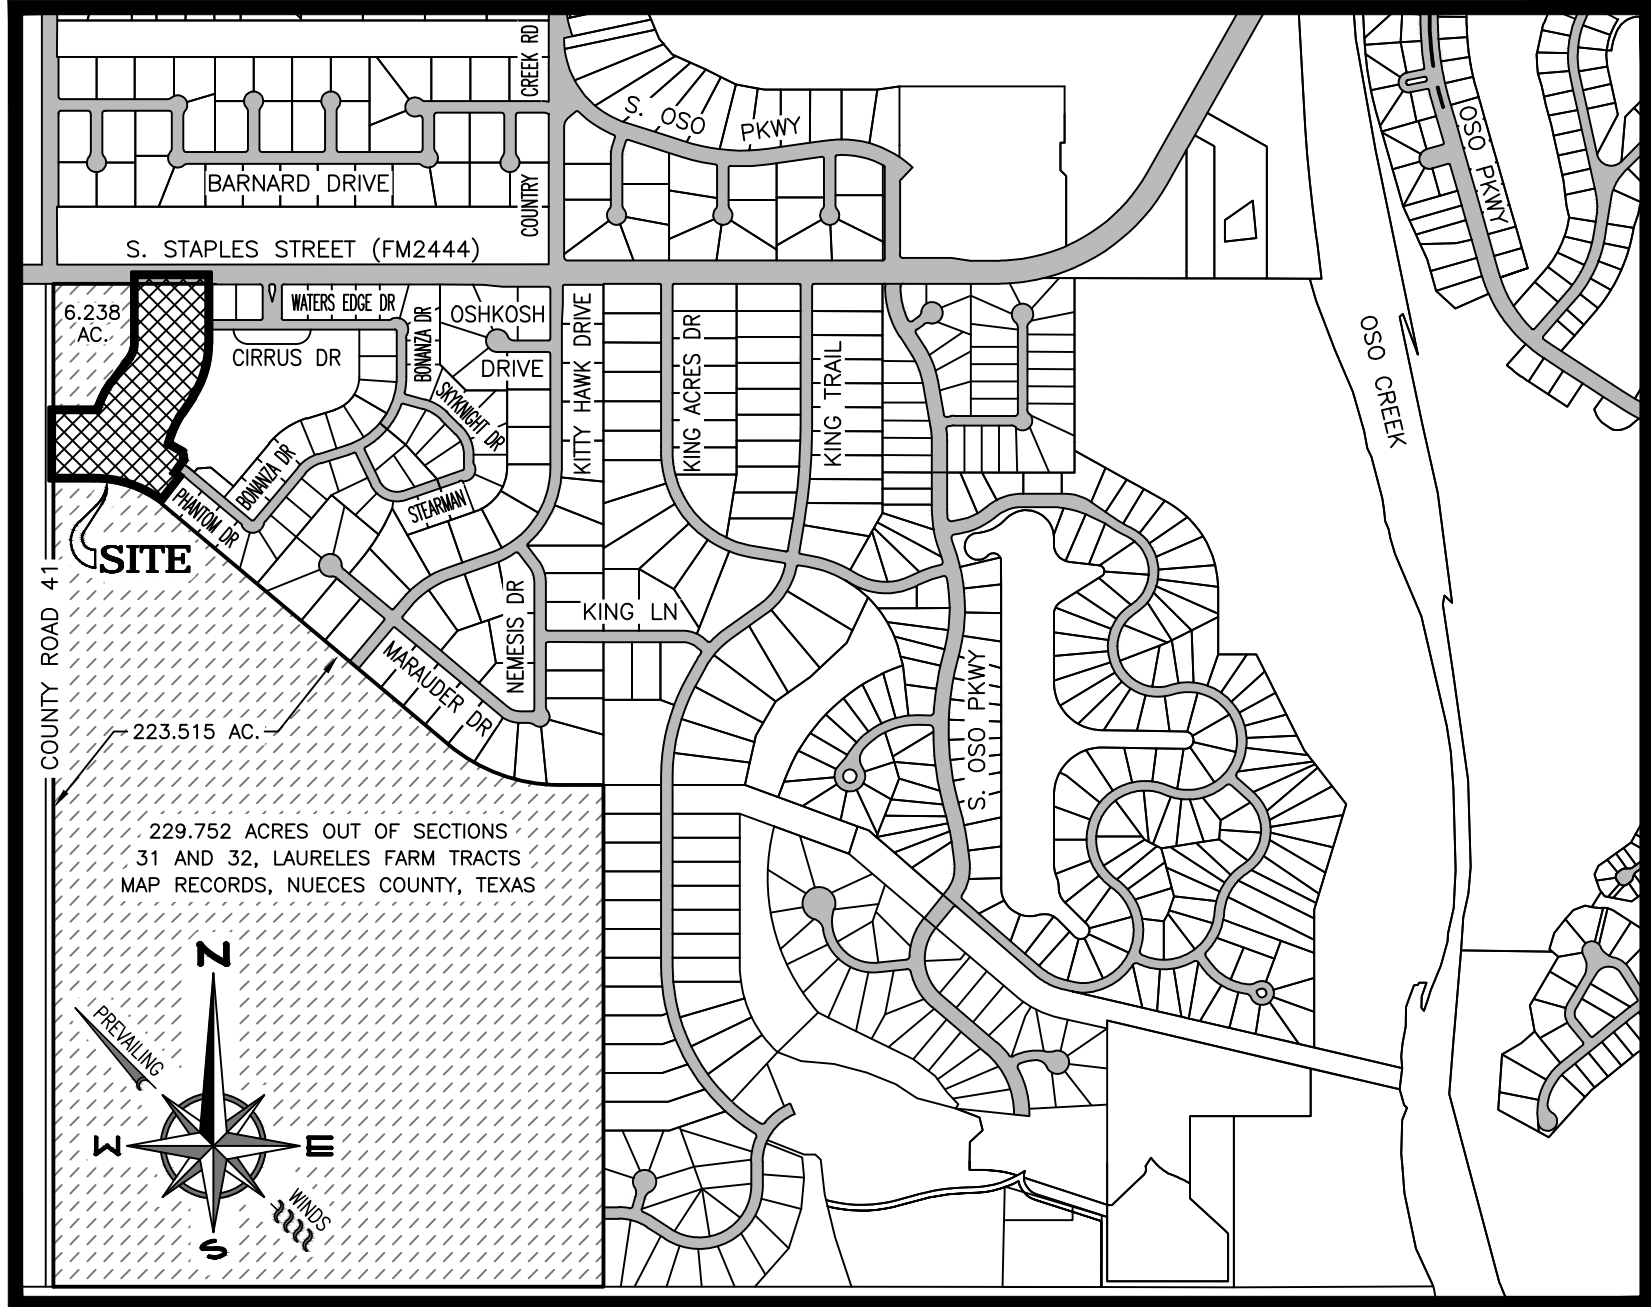 CREEK RD
S. OSO PKWY
OSO PKWY
BARNARD DRIVE
COUNTRY
S. STAPLES STREET (FM2444)
6.238
AC.
WATERS EDGE DR
BONANZA DR
OSHKOSH
DRIVE
CIRRUS DR
KITTY HAWK DRIVE
KING ACRES DR
KING TRAIL
OSO CREEK
SKYKNIGHT DR
BONANZA DR
PHANTOM DR
STEARMAN
SITE
COUNTY ROAD 41
NEMESIS DR
KING LN
MARAUDER DR
S. OSO PKWY
223.515 AC.
229.752 ACRES OUT OF SECTIONS
31 AND 32, LAURELES FARM TRACTS
MAP RECORDS, NUECES COUNTY, TEXAS
N
PREVAILING
W
E
WINDS
S